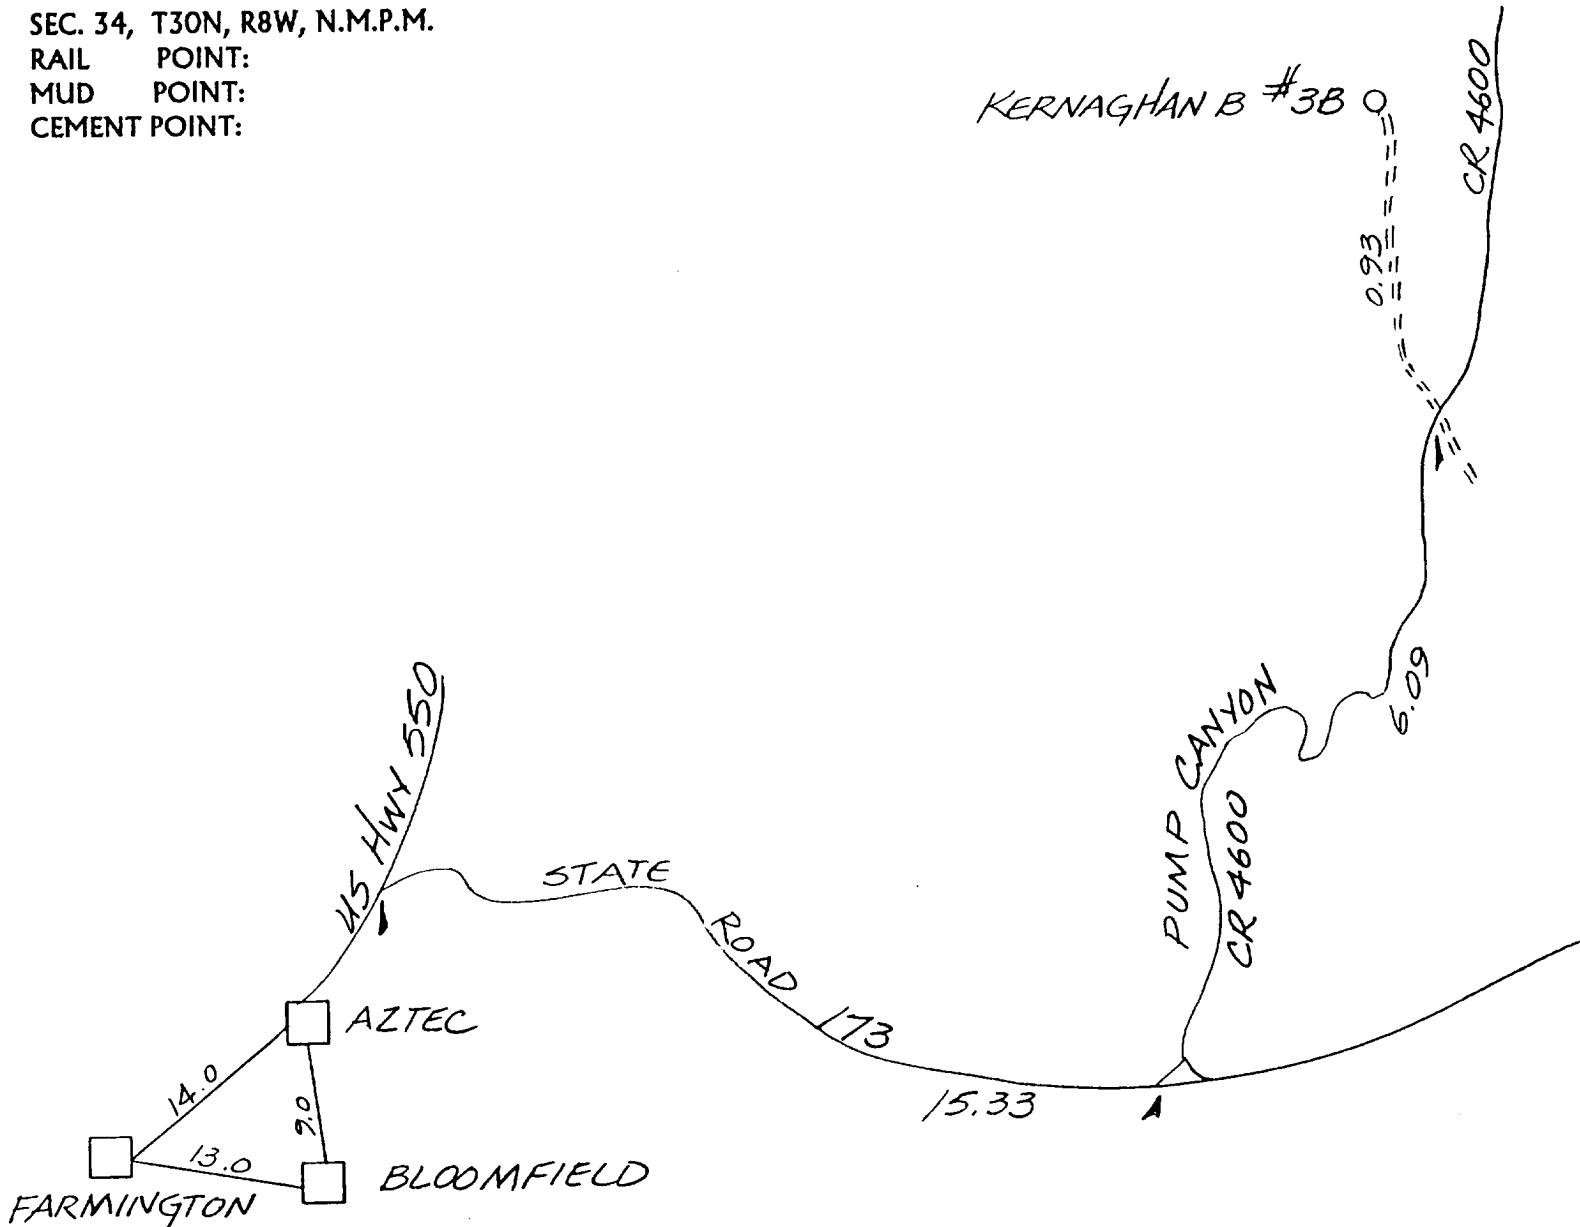 SEC. 34, T30N, R8W, N.M.P.M.
RAIL POINT:
MUD POINT:
CEMENT POINT:
KERNAGHAN B #3B
CR 4600
0.93
6.09
PUMP CANYON
CR 4600
US HWY 550
STATE ROAD 173
15.33
AZTEC
14.0
9.0
13.0
BLOOMFIELD
FARMINGTON